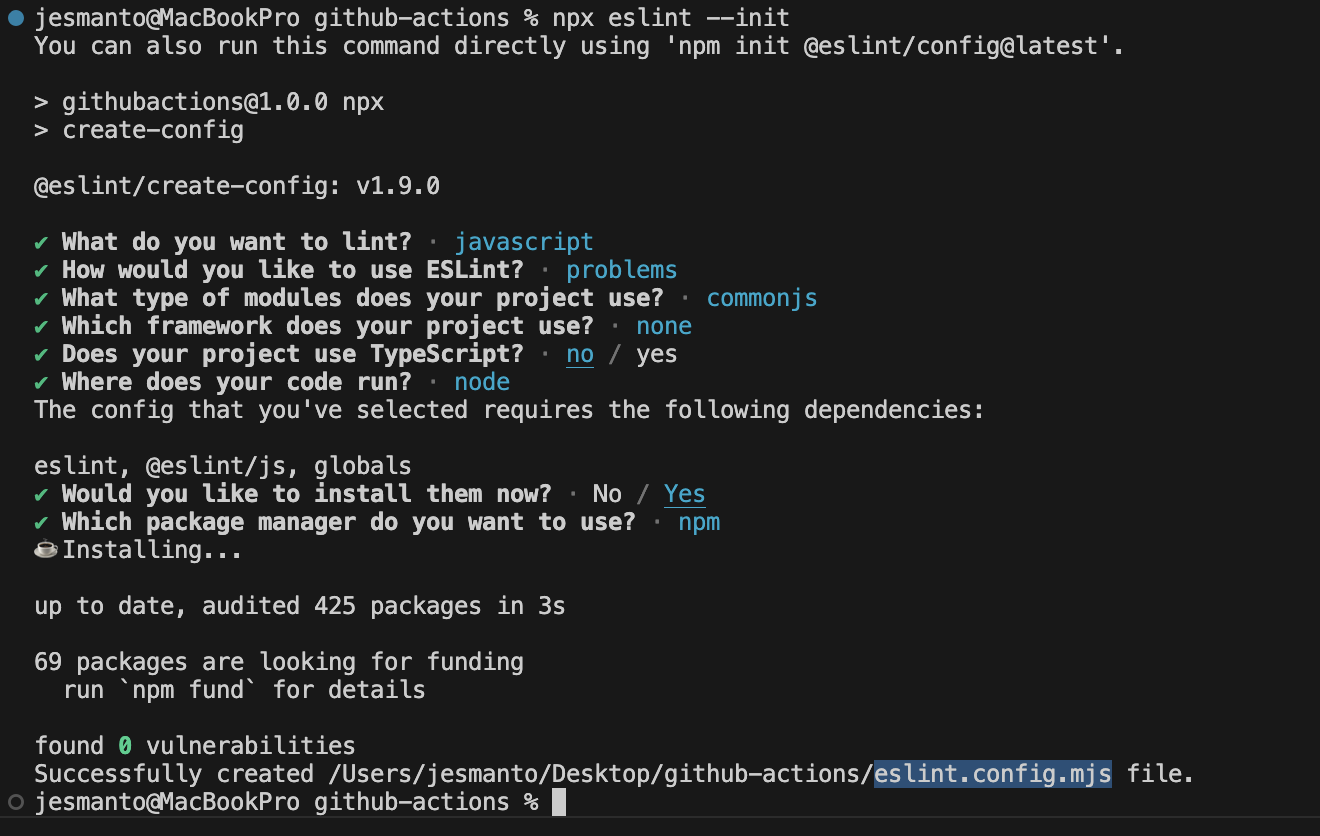 jesmanto@MacBookPro github-actions % npx eslint --init
You can also run this command directly using 'npm init @eslint/config@latest'.
> githubactions@1.0.0 npx
> create-config
@eslint/create-config: v1.9.0
✔ What do you want to lint? · javascript
✔ How would you like to use ESLint? · problems
✔ What type of modules does your project use? · commonjs
✔ Which framework does your project use? · none
✔ Does your project use TypeScript? · no / yes
✔ Where does your code run? · node
The config that you've selected requires the following dependencies:
eslint, @eslint/js, globals
✔ Would you like to install them now? · No / Yes
✔ Which package manager do you want to use? · npm
☕Installing...
up to date, audited 425 packages in 3s
69 packages are looking for funding
  run `npm fund` for details
found 0 vulnerabilities
Successfully created /Users/jesmanto/Desktop/github-actions/eslint.config.mjs file.
jesmanto@MacBookPro github-actions %